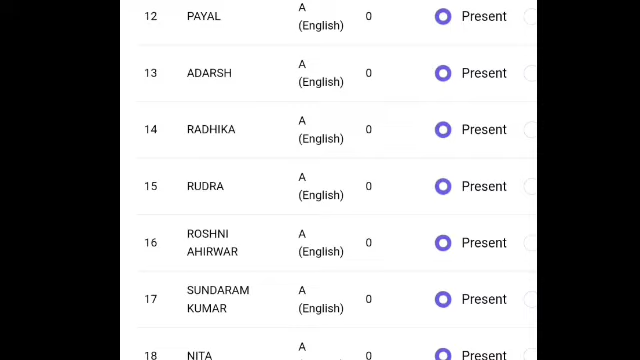 12 PAYAL A (English) 0 Present
13 ADARSH A (English) 0 Present
14 RADHIKA A (English) 0 Present
15 RUDRA A (English) 0 Present
16 ROSHNI AHIRWAR A (English) 0 Present
17 SUNDARAM KUMAR A (English) 0 Present
18 NITA A 0 Present